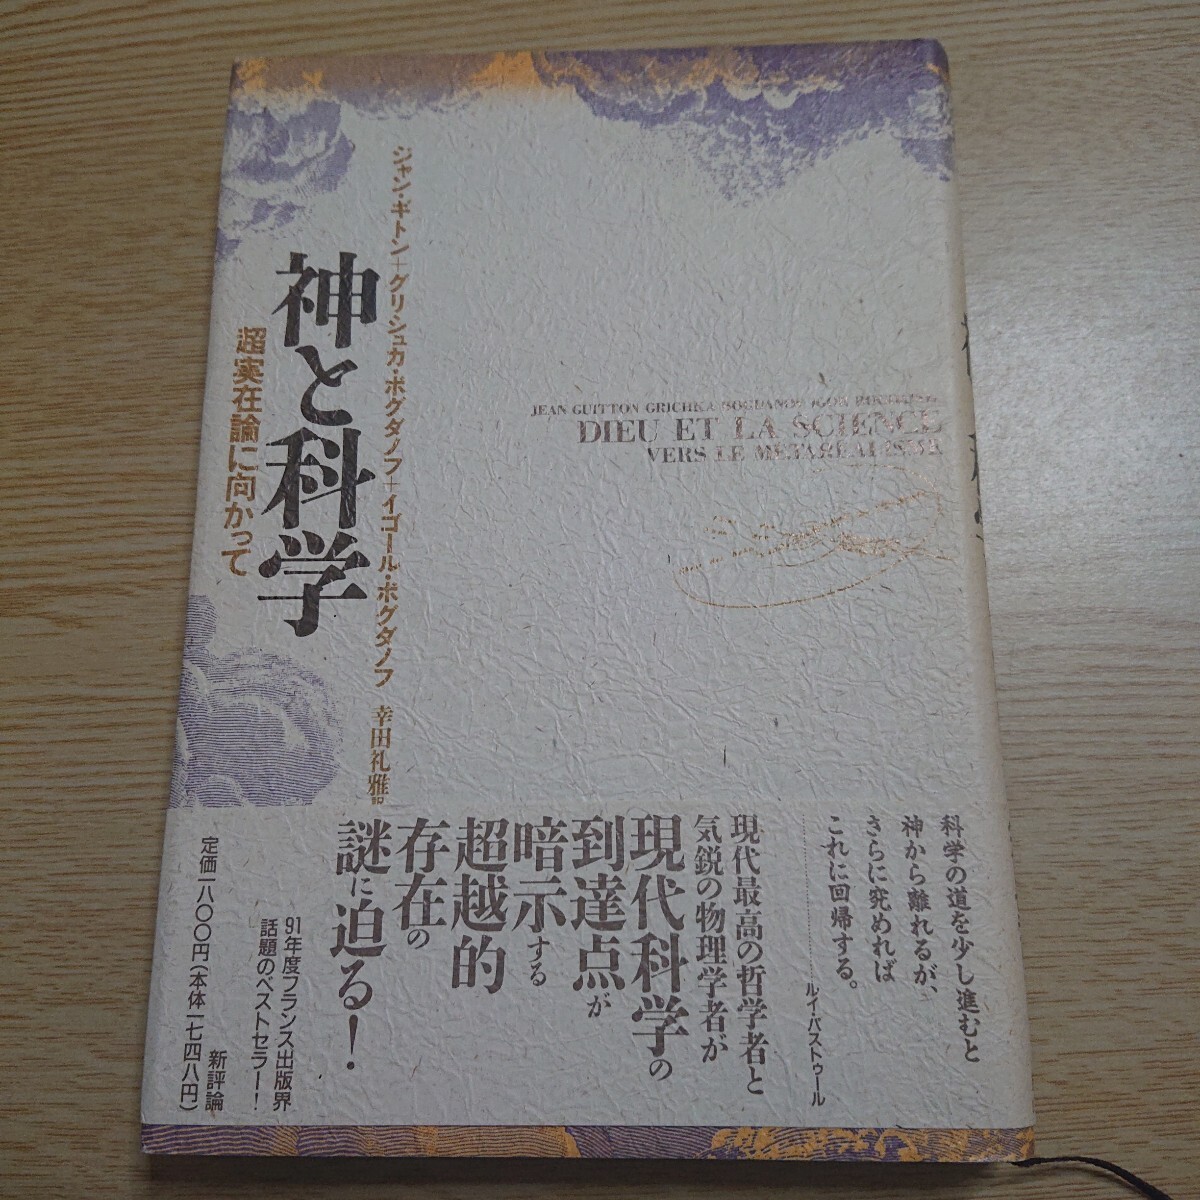 ジャン・ギトン+グリシュカ・ボグダノフ+イゴール・ボグダノフ
幸田礼雅訳
神と科学
超実在論に向かって
JEAN GUITTON GRICHKA BOGDANOV IGOR BOGDANOV
DIEU ET LA SCIENCE
VERS LE METAREALISME
科学の道を少し進むと
神から離れるが、
さらに究めれば
これに回帰する。
ルイ・パストゥール
現代最高の哲学者と
気鋭の物理学者が
現代科学の
到達点が
暗示する
超越的
存在の
謎に迫る!
91年度フランス出版界
話題のベストセラー!
新評論
定価一八〇〇円(本体一七四八円)